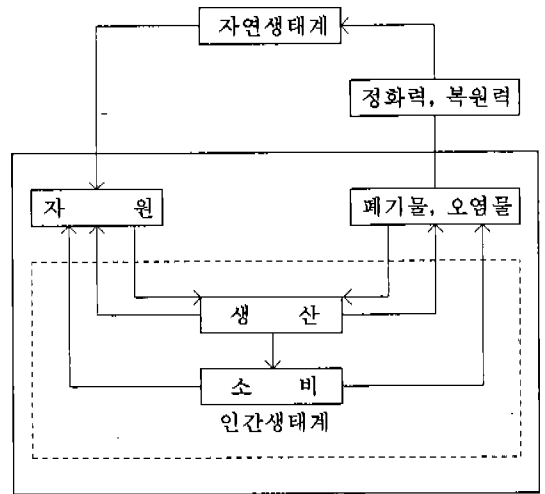 자연생태계
정화력, 복원력
자 원
폐기물, 오염물
생 산
소 비
인간생태계